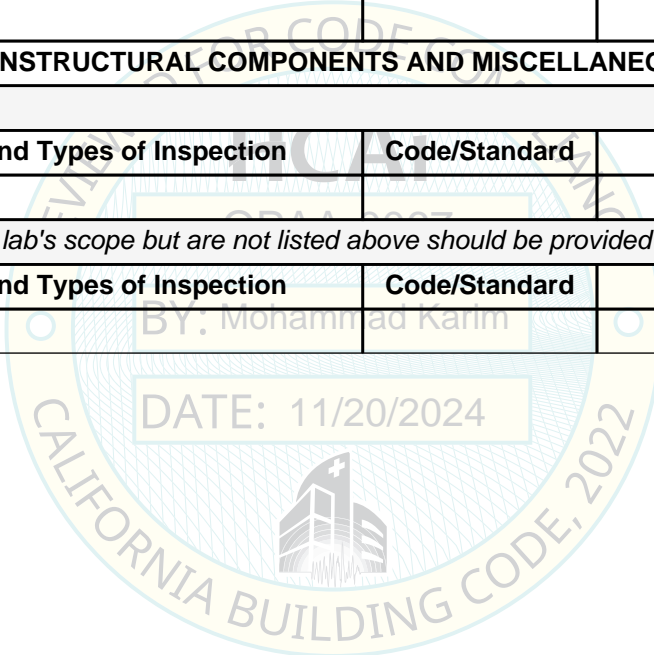 NSTRUCTURAL COMPONENTS AND MISCELLANEO
nd Types of Inspection Code/Standard
lab's scope but are not listed above should be provided
nd Types of Inspection Code/Standard
HCAi
BY: Mohammad Karim
DATE: 11/20/2024
CALIFORNIA BUILDING CODE, 2022